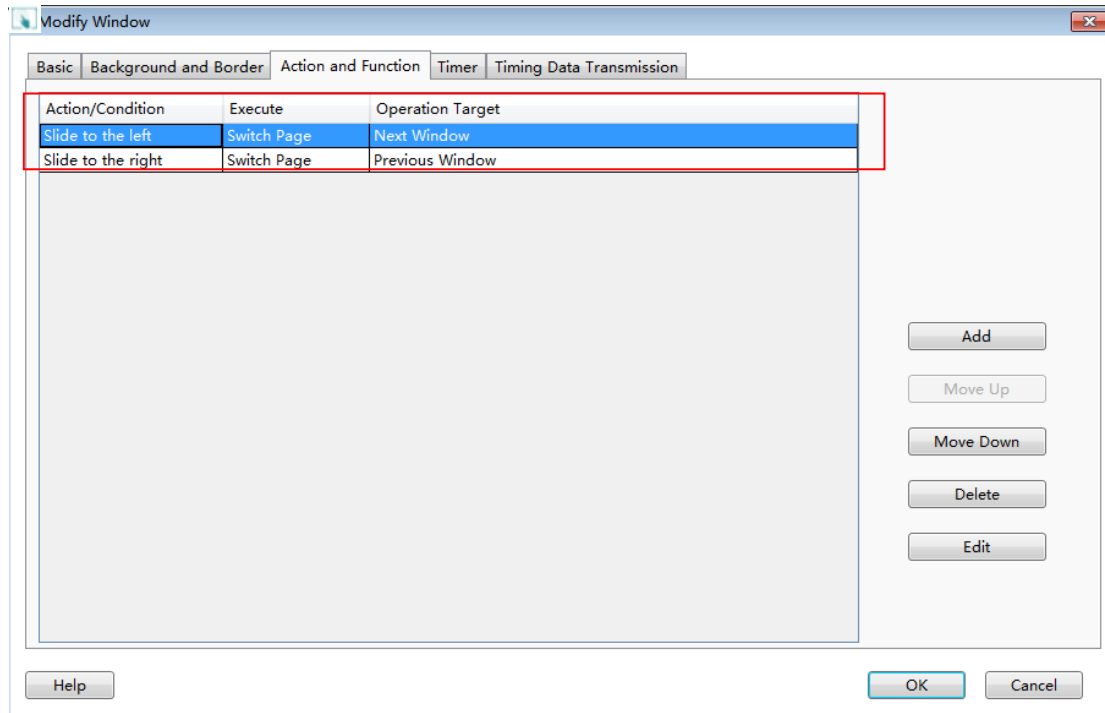 Modify Window
Basic Background and Border Action and Function Timer Timing Data Transmission
Action/Condition Execute Operation Target
Slide to the left Switch Page Next Window
Slide to the right Switch Page Previous Window
Add
Move Up
Move Down
Delete
Edit
Help OK Cancel